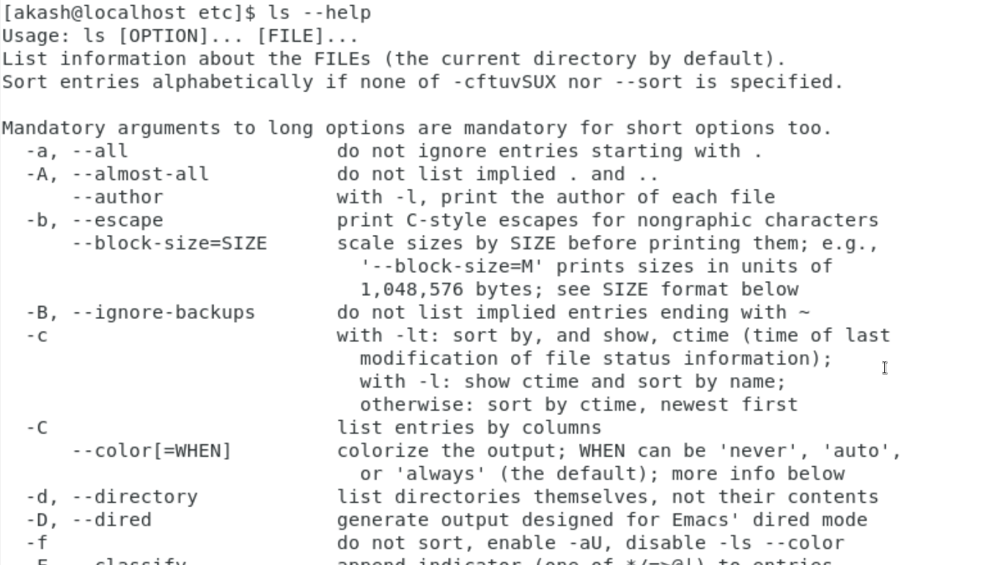 [akash@localhost etc]$ ls --help
Usage: ls [OPTION]... [FILE]...
List information about the FILEs (the current directory by default).
Sort entries alphabetically if none of -cftuvSUX nor --sort is specified.

Mandatory arguments to long options are mandatory for short options too.
  -a, --all                  do not ignore entries starting with .
  -A, --almost-all           do not list implied . and ..
      --author               with -l, print the author of each file
  -b, --escape               print C-style escapes for nongraphic characters
      --block-size=SIZE      scale sizes by SIZE before printing them; e.g.,
                               '--block-size=M' prints sizes in units of
                               1,048,576 bytes; see SIZE format below
  -B, --ignore-backups       do not list implied entries ending with ~
  -c                         with -lt: sort by, and show, ctime (time of last
                               modification of file status information);
                               with -l: show ctime and sort by name;
                               otherwise: sort by ctime, newest first
  -C                         list entries by columns
      --color[=WHEN]         colorize the output; WHEN can be 'never', 'auto',
                               or 'always' (the default); more info below
  -d, --directory            list directories themselves, not their contents
  -D, --dired                generate output designed for Emacs' dired mode
  -f                         do not sort, enable -aU, disable -ls --color
  -F, --classify             append indicator (one of */=>@|) to entries